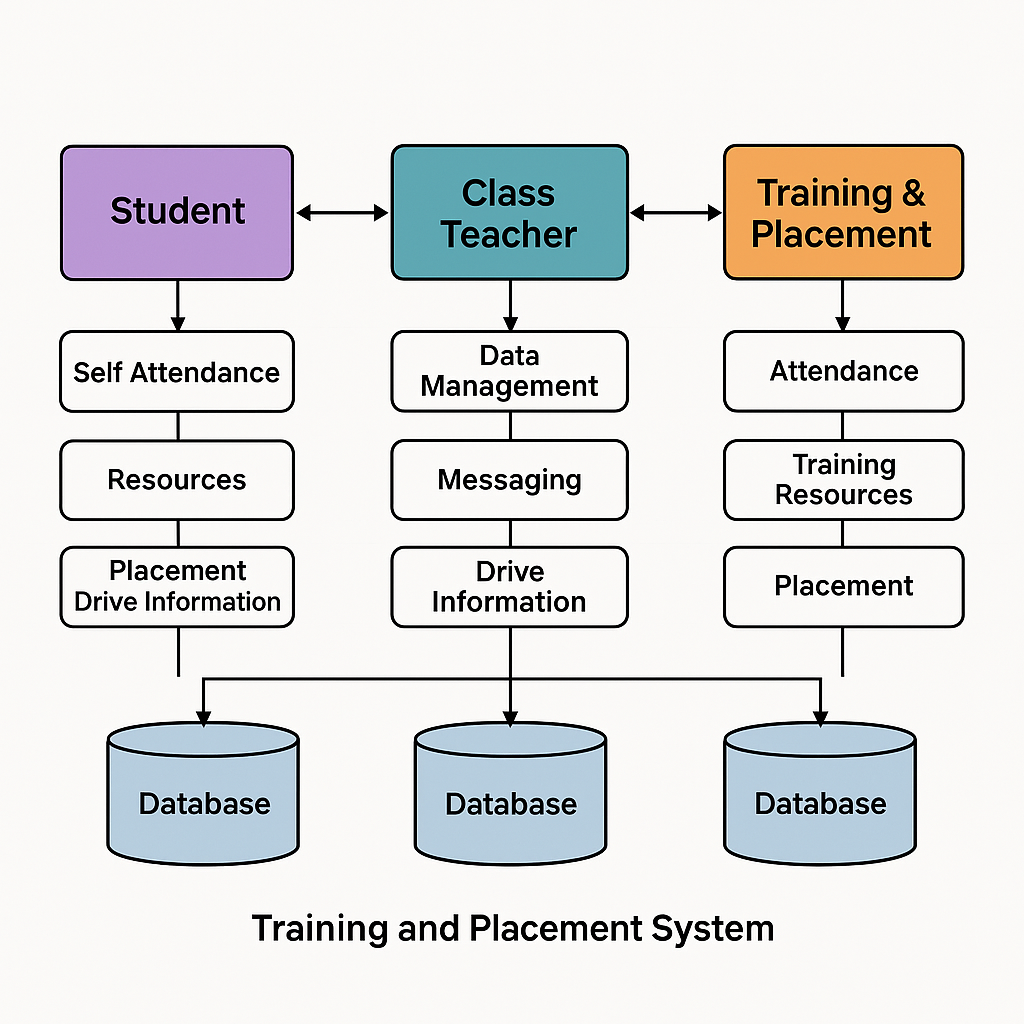 Student
Class
Teacher
Training &
Placement
Self Attendance
Data
Management
Attendance
Resources
Messaging
Training
Resources
Placement
Drive Information
Drive
Information
Placement
Database
Database
Database
Training and Placement System